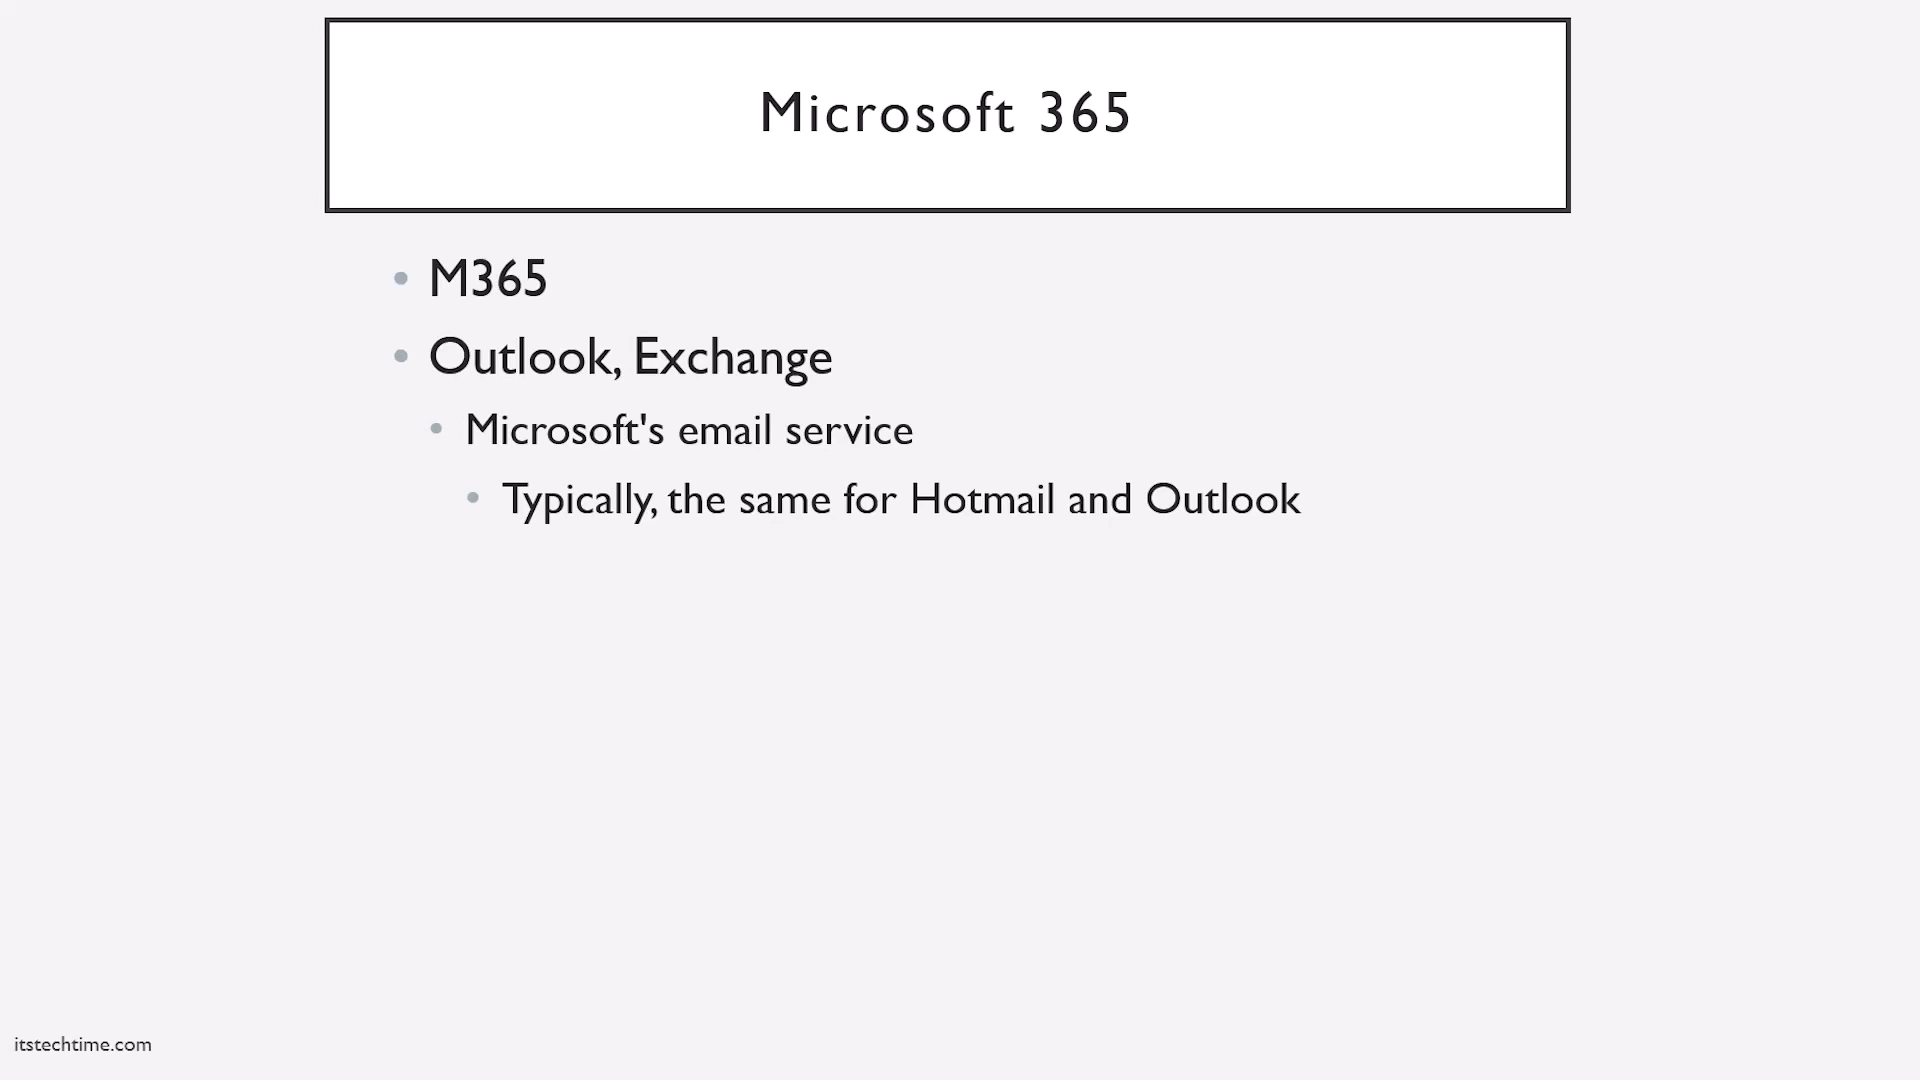 Microsoft 365
M365
Outlook, Exchange
Microsoft's email service
Typically, the same for Hotmail and Outlook
itstechtime.com